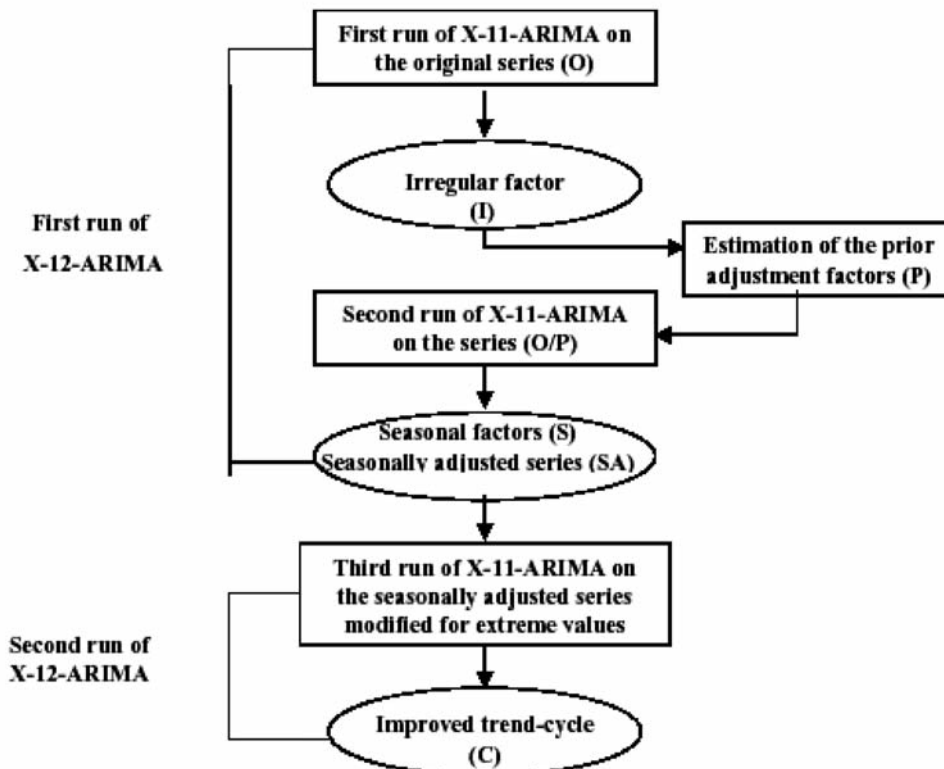 First run of X-11-ARIMA on
the original series (O)
Irregular factor
(I)
First run of
X-12-ARIMA
Estimation of the prior
adjustment factors (P)
Second run of X-11-ARIMA
on the series (O/P)
Seasonal factors (S)
Seasonally adjusted series (SA)
Third run of X-11-ARIMA on
the seasonally adjusted series
modified for extreme values
Second run of
X-12-ARIMA
Improved trend-cycle
(C)